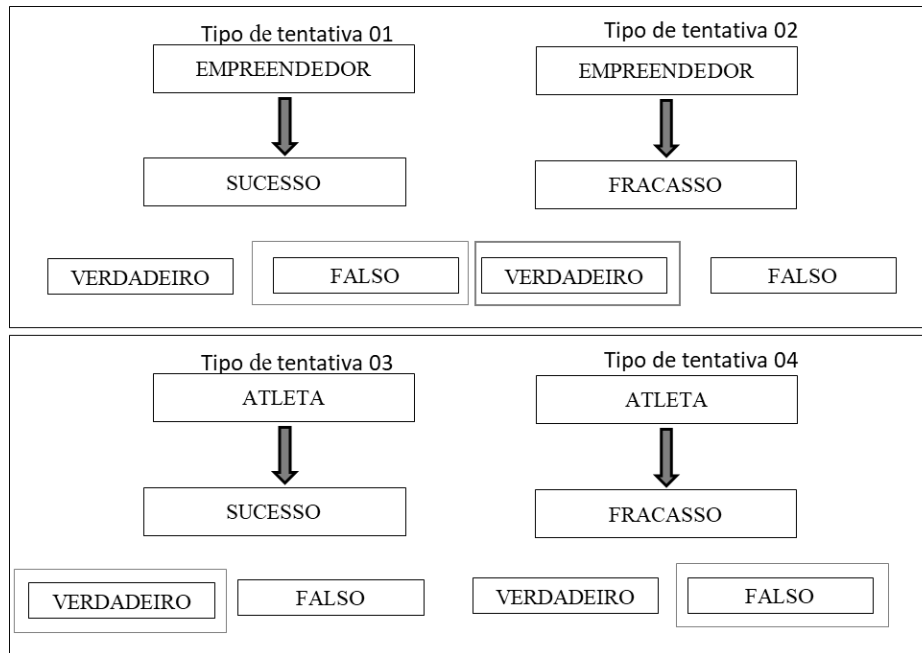 Tipo de tentativa 01
Tipo de tentativa 02
EMPREENDEDOR
EMPREENDEDOR
SUCESSO
FRACASSO
VERDADEIRO
FALSO
VERDADEIRO
FALSO
Tipo de tentativa 03
Tipo de tentativa 04
ATLETA
ATLETA
SUCESSO
FRACASSO
VERDADEIRO
FALSO
VERDADEIRO
FALSO